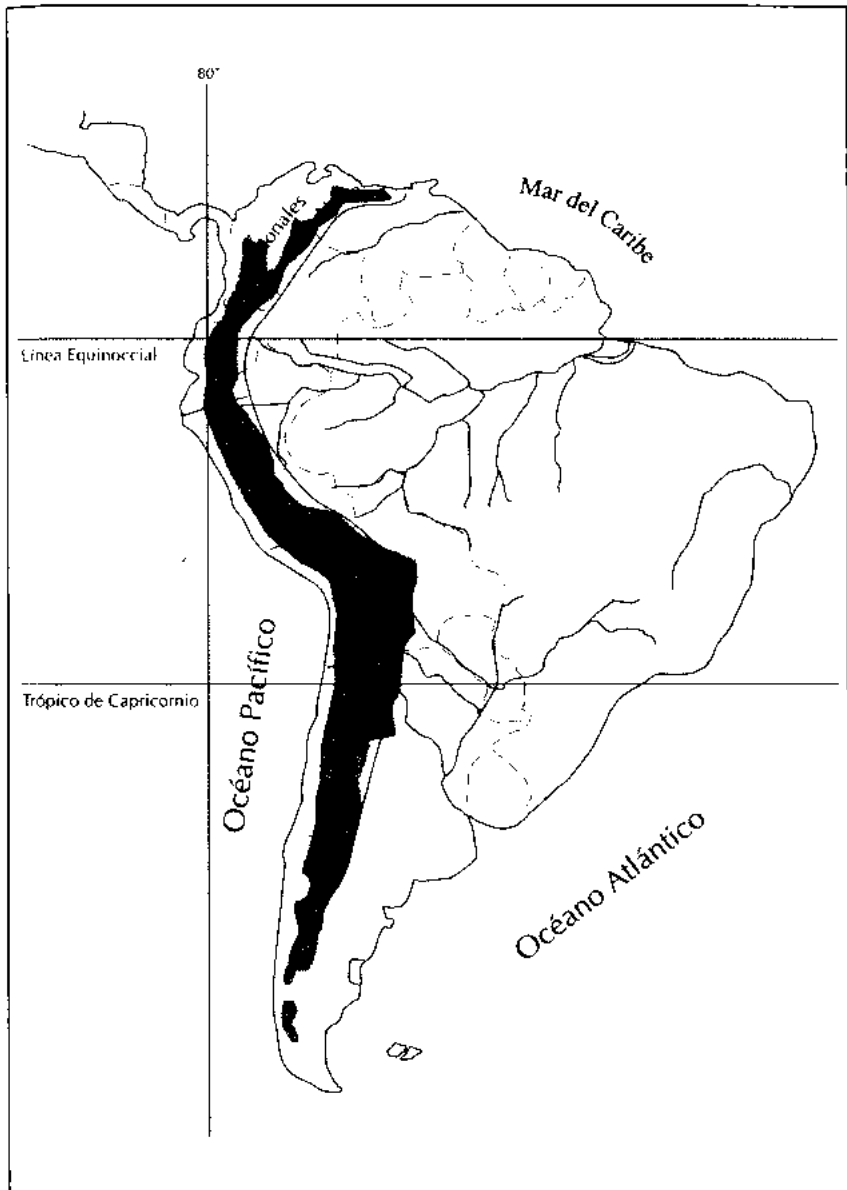 80°
onales
Mar del Caribe
Línea Equinoccial
Océano Pacífico
Trópico de Capricornio
Océano Atlántico